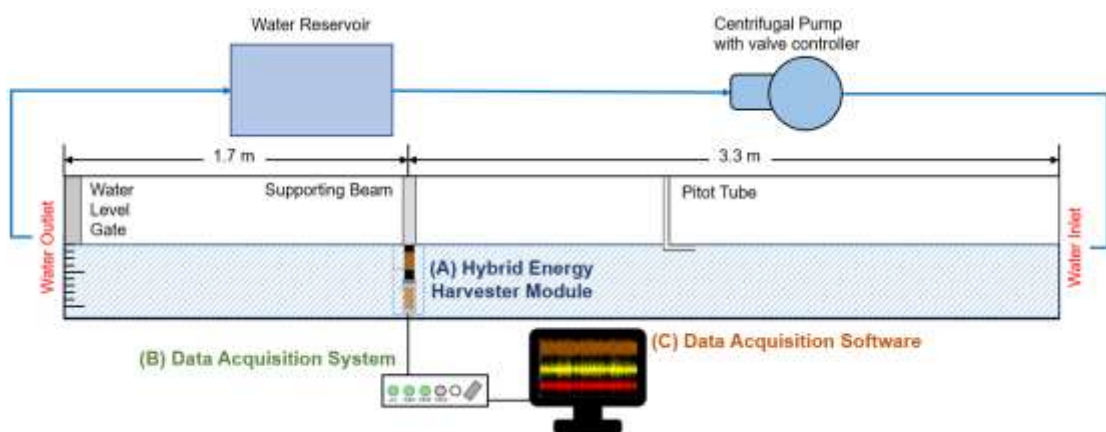 Water Reservoir
Centrifugal Pump
with valve controller
1.7 m
3.3 m
Water
Level
Gate
Supporting Beam
Pitot Tube
Water Outlet
Water Inlet
(A) Hybrid Energy
Harvester Module
(B) Data Acquisition System
(C) Data Acquisition Software